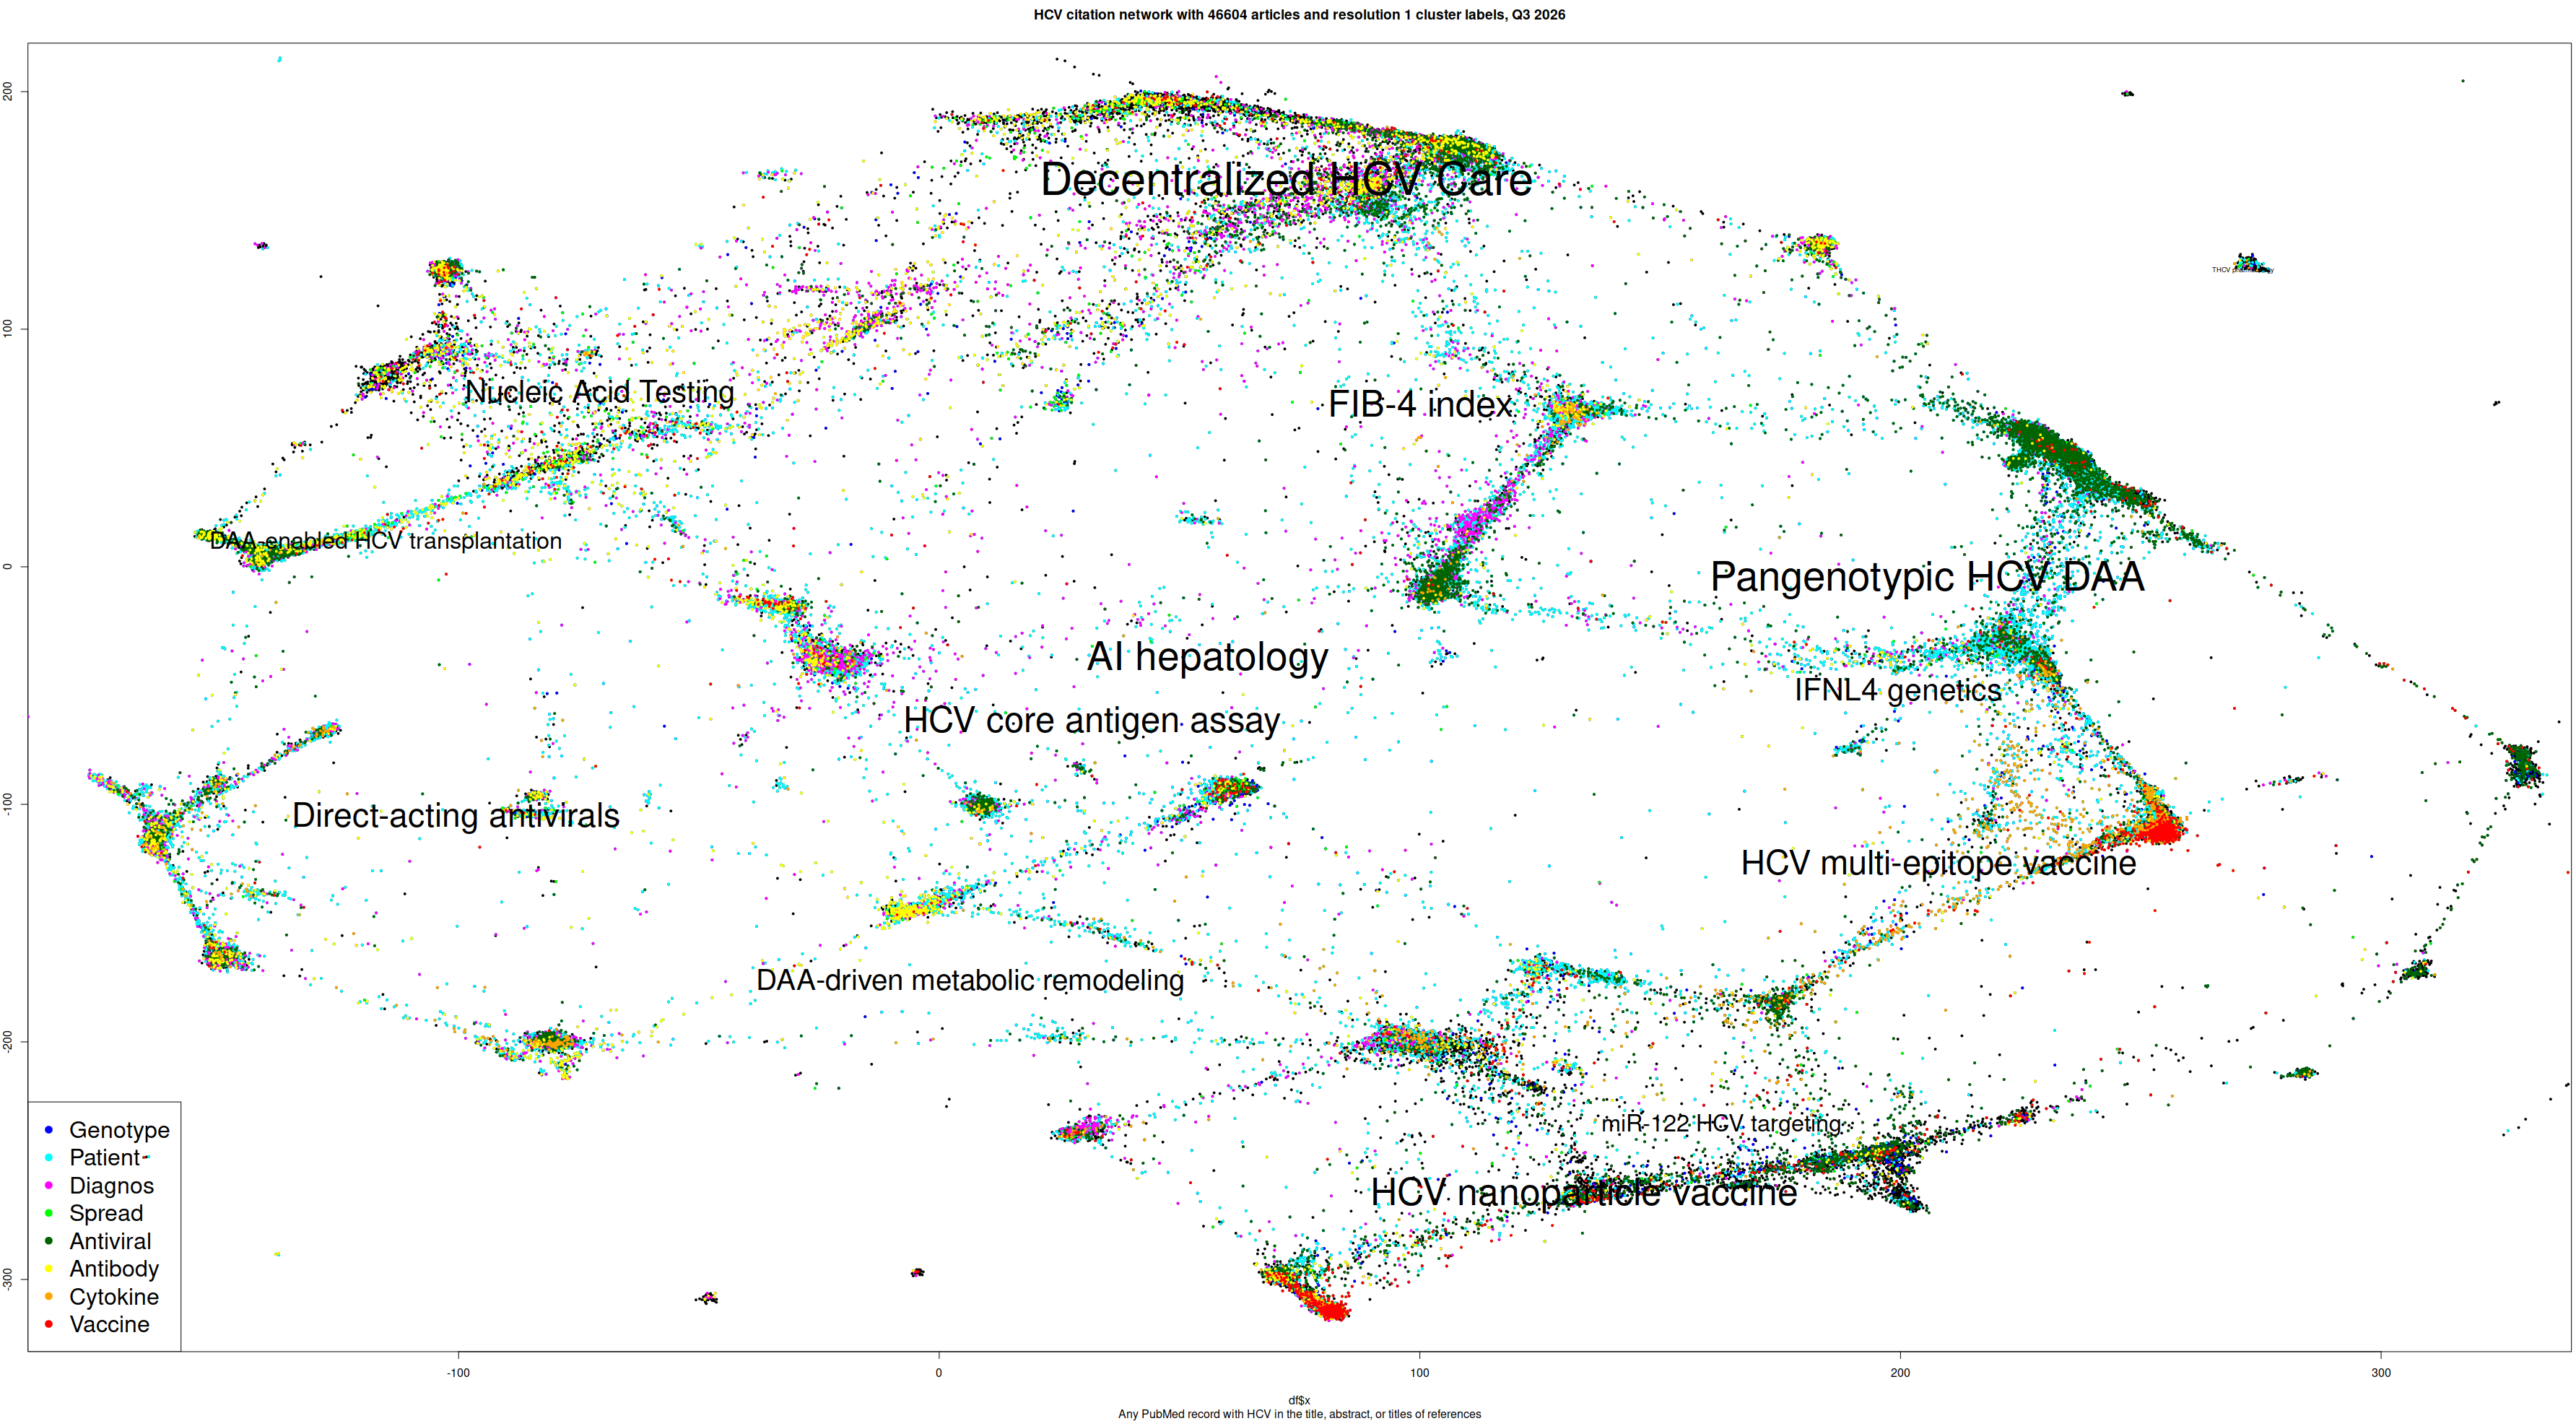 HCV citation network with 46604 articles and resolution 1 cluster labels, Q3 2026
200
100
0
-100
-200
-300
Decentralized HCV Care
THCV
Nucleic Acid Testing
FIB-4 index
DAA-enabled HCV transplantation
Pangenotypic HCV DAA
AI hepatology
IFNL4 genetics
HCV core antigen assay
Direct-acting antivirals
HCV multi-epitope vaccine
DAA-driven metabolic remodeling
miR-122 HCV targeting
HCV nanoparticle vaccine
Genotype
Patient
Diagnos
Spread
Antiviral
Antibody
Cytokine
Vaccine
-100 0 100 200 300
df$x
Any PubMed record with HCV in the title, abstract, or titles of references